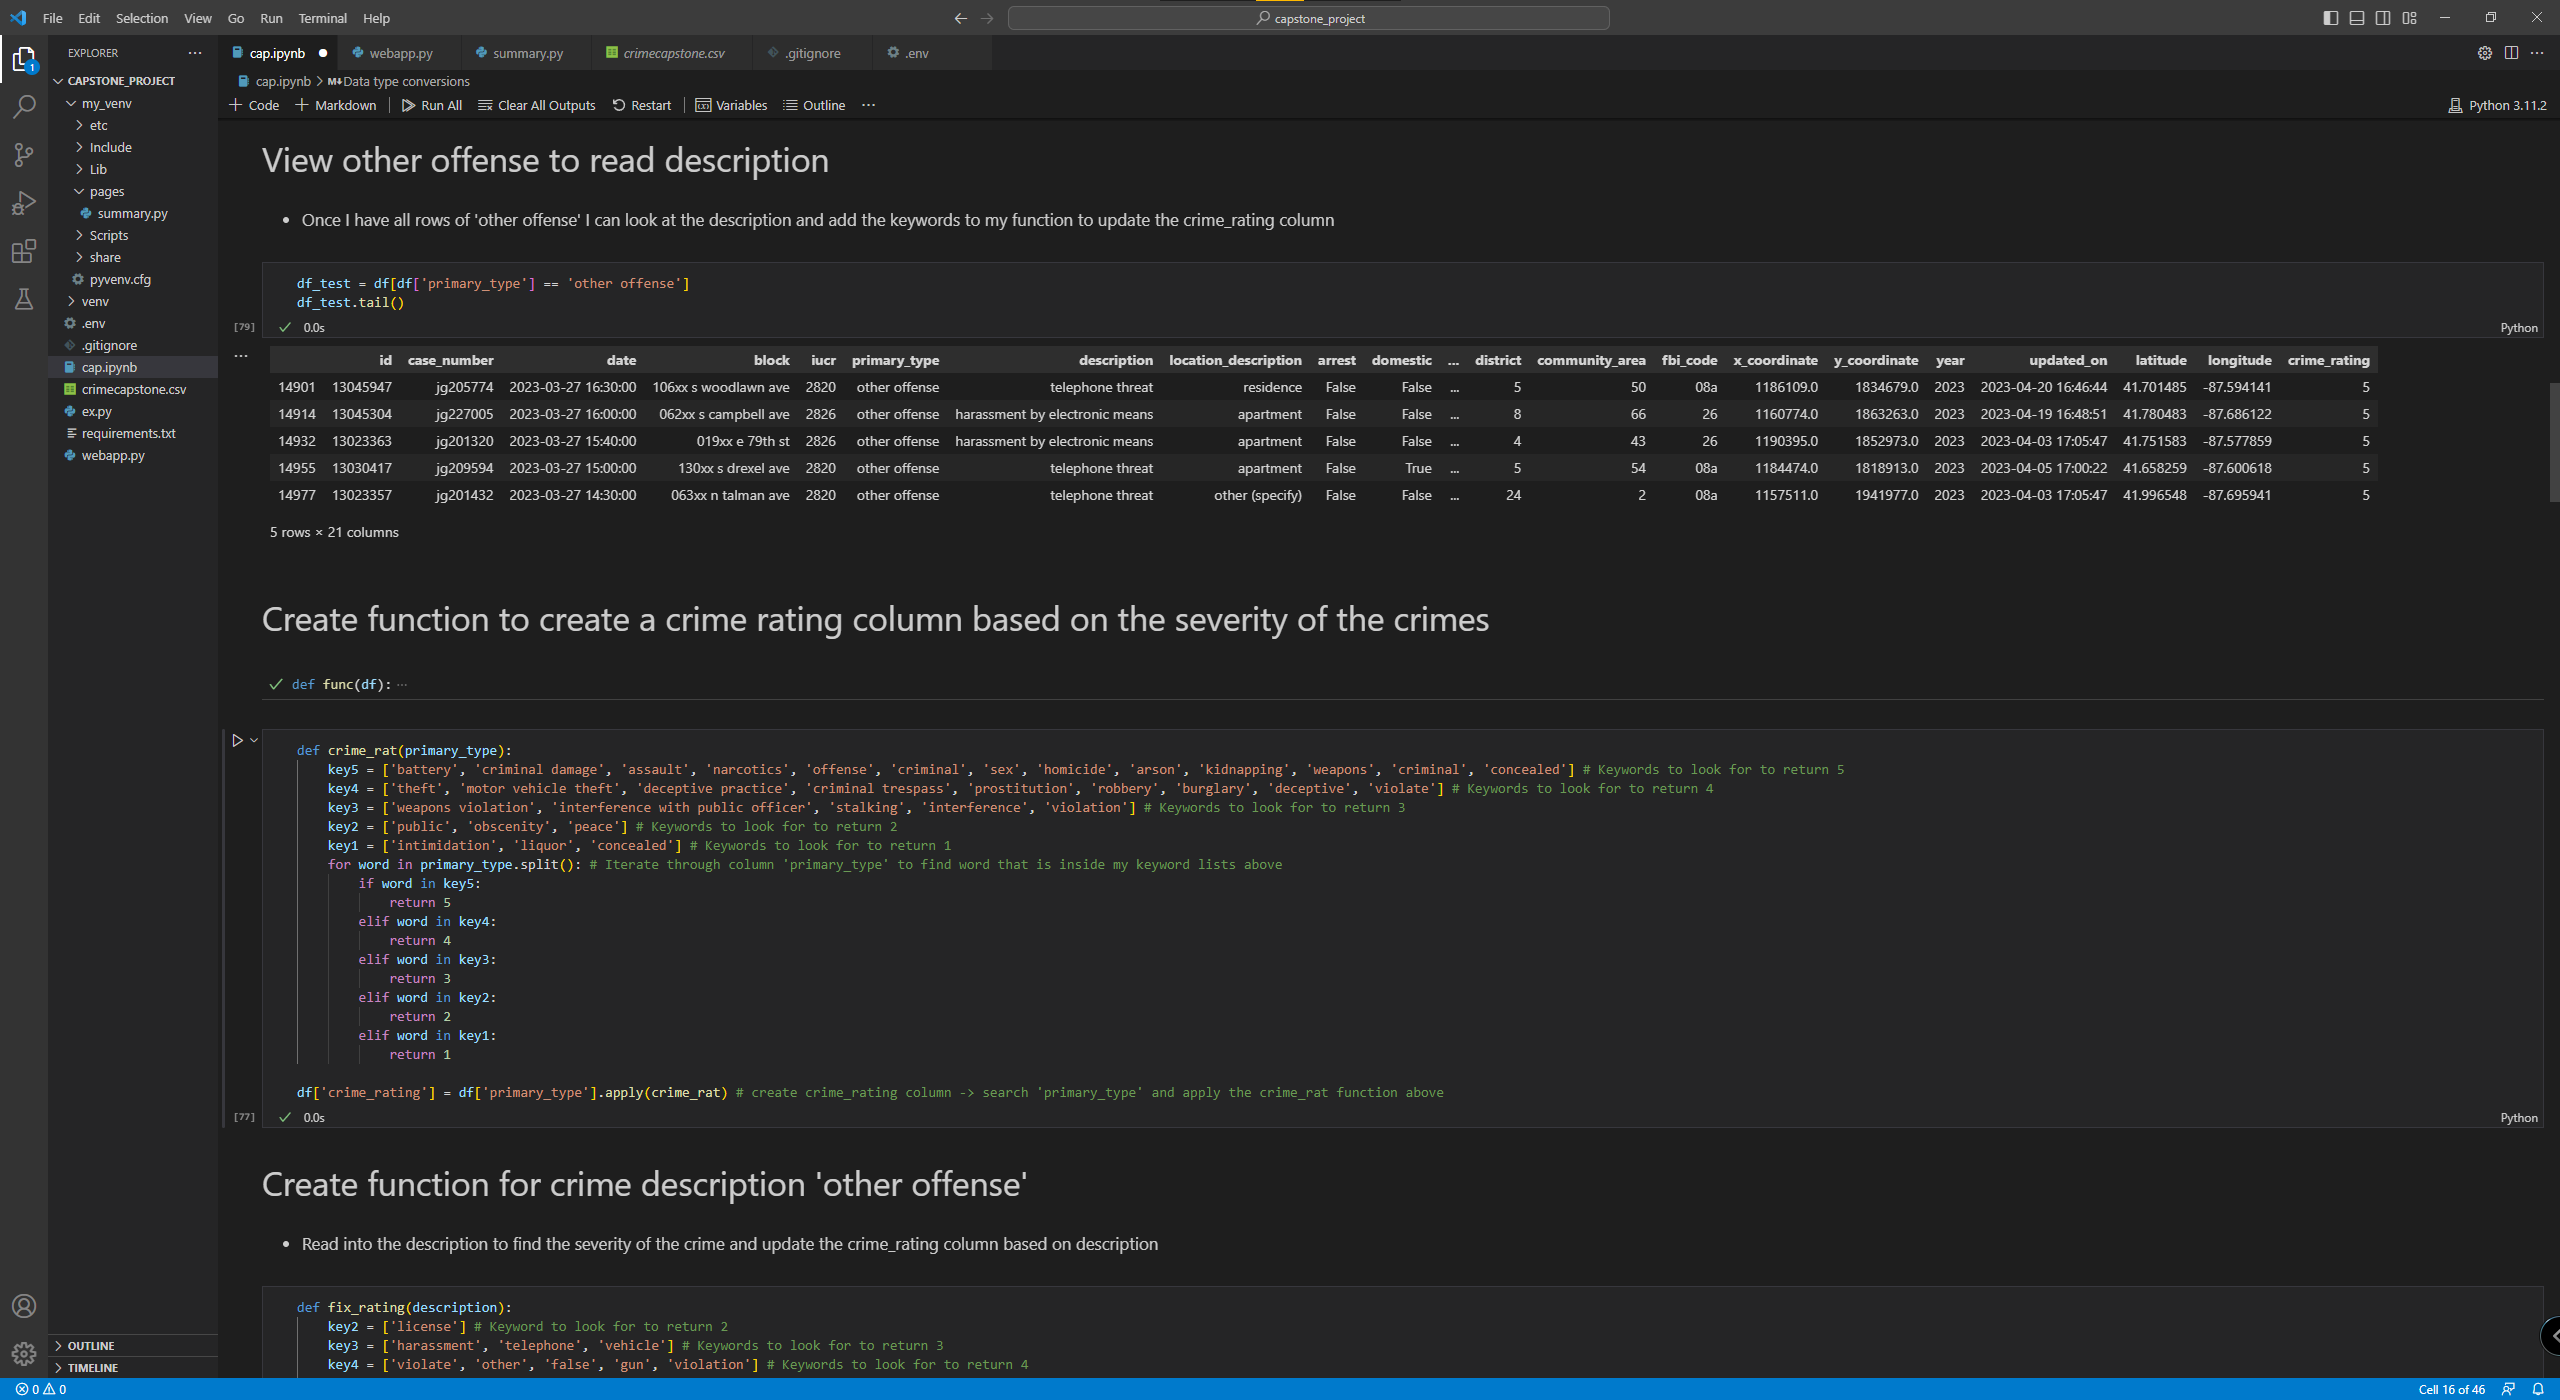 File Edit Selection View Go Run Terminal Help
capstone_project
EXPLORER
CAPSTONE_PROJECT
my_venv
etc
Include
Lib
pages
summary.py
Scripts
share
pyvenv.cfg
venv
.env
.gitignore
cap.ipynb
crimecapstone.csv
ex.py
requirements.txt
webapp.py
OUTLINE
TIMELINE
1
cap.ipynb webapp.py summary.py crimecapstone.csv .gitignore .env
cap.ipynb > M↓Data type conversions
+ Code + Markdown | Run All Clear All Outputs Restart | Variables Outline ...
Python 3.11.2
View other offense to read description
• Once I have all rows of 'other offense' I can look at the description and add the keywords to my function to update the crime_rating column
df_test = df[df['primary_type'] == 'other offense']
df_test.tail()
[79] 0.0s Python
id case_number date block iucr primary_type description location_description arrest domestic ... district community_area fbi_code x_coordinate y_coordinate year updated_on latitude longitude crime_rating
14901 13045947 jg205774 2023-03-27 16:30:00 106xx s woodlawn ave 2820 other offense telephone threat residence False False ... 5 50 08a 1186109.0 1834679.0 2023 2023-04-20 16:46:44 41.701485 -87.594141 5
14914 13045304 jg227005 2023-03-27 16:00:00 062xx s campbell ave 2826 other offense harassment by electronic means apartment False False ... 8 66 26 1160774.0 1863263.0 2023 2023-04-19 16:48:51 41.780483 -87.686122 5
14932 13023363 jg201320 2023-03-27 15:40:00 019xx e 79th st 2826 other offense harassment by electronic means apartment False False ... 4 43 26 1190395.0 1852973.0 2023 2023-04-03 17:05:47 41.751583 -87.577859 5
14955 13030417 jg209594 2023-03-27 15:00:00 130xx s drexel ave 2820 other offense telephone threat apartment False True ... 5 54 08a 1184474.0 1818913.0 2023 2023-04-05 17:00:22 41.658259 -87.600618 5
14977 13023357 jg201432 2023-03-27 14:30:00 063xx n talman ave 2820 other offense telephone threat other (specify) False False ... 24 2 08a 1157511.0 1941977.0 2023 2023-04-03 17:05:47 41.996548 -87.695941 5
5 rows × 21 columns
Create function to create a crime rating column based on the severity of the crimes
def func(df): ...
def crime_rat(primary_type):
key5 = ['battery', 'criminal damage', 'assault', 'narcotics', 'offense', 'criminal', 'sex', 'homicide', 'arson', 'kidnapping', 'weapons', 'criminal', 'concealed'] # Keywords to look for to return 5
key4 = ['theft', 'motor vehicle theft', 'deceptive practice', 'criminal trespass', 'prostitution', 'robbery', 'burglary', 'deceptive', 'violate'] # Keywords to look for to return 4
key3 = ['weapons violation', 'interference with public officer', 'stalking', 'interference', 'violation'] # Keywords to look for to return 3
key2 = ['public', 'obscenity', 'peace'] # Keywords to look for to return 2
key1 = ['intimidation', 'liquor', 'concealed'] # Keywords to look for to return 1
for word in primary_type.split(): # Iterate through column 'primary_type' to find word that is inside my keyword lists above
if word in key5:
return 5
elif word in key4:
return 4
elif word in key3:
return 3
elif word in key2:
return 2
elif word in key1:
return 1
df['crime_rating'] = df['primary_type'].apply(crime_rat) # create crime_rating column -> search 'primary_type' and apply the crime_rat function above
[77] 0.0s Python
Create function for crime description 'other offense'
• Read into the description to find the severity of the crime and update the crime_rating column based on description
def fix_rating(description):
key2 = ['license'] # Keyword to look for to return 2
key3 = ['harassment', 'telephone', 'vehicle'] # Keywords to look for to return 3
key4 = ['violate', 'other', 'false', 'gun', 'violation'] # Keywords to look for to return 4
0 0
Cell 16 of 46